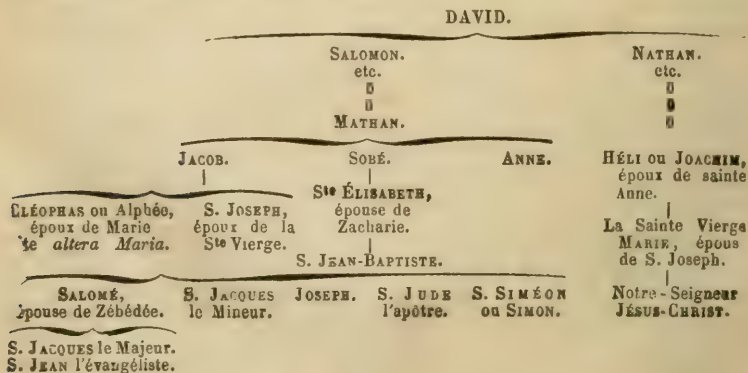 DAVID.
SALOMON. NATHAN.
etc. etc.
MATHAN.
JACOB. SOBÉ. ANNE. HÉLI ou JOACHIM,
époux de sainte
Anne.
Ste ÉLISABETH,
épouse de
Zacharie.
CLÉOPHAS ou Alphée, S. JOSEPH,
époux de Marie époux de la
altera Maria. Ste Vierge.
La Sainte Vierge
MARIE, épous
de S. Joseph.
S. JEAN-BAPTISTE.
SALOMÉ, S. JACQUES JOSEPH. S. JUDE S. SIMÉON
épouse de Zébédée. le Mineur. l'apôtre. ou SIMON.
Notre-Seigneur
JÉSUS-CHRIST.
S. JACQUES le Majeur.
S. JEAN l'évangéliste.